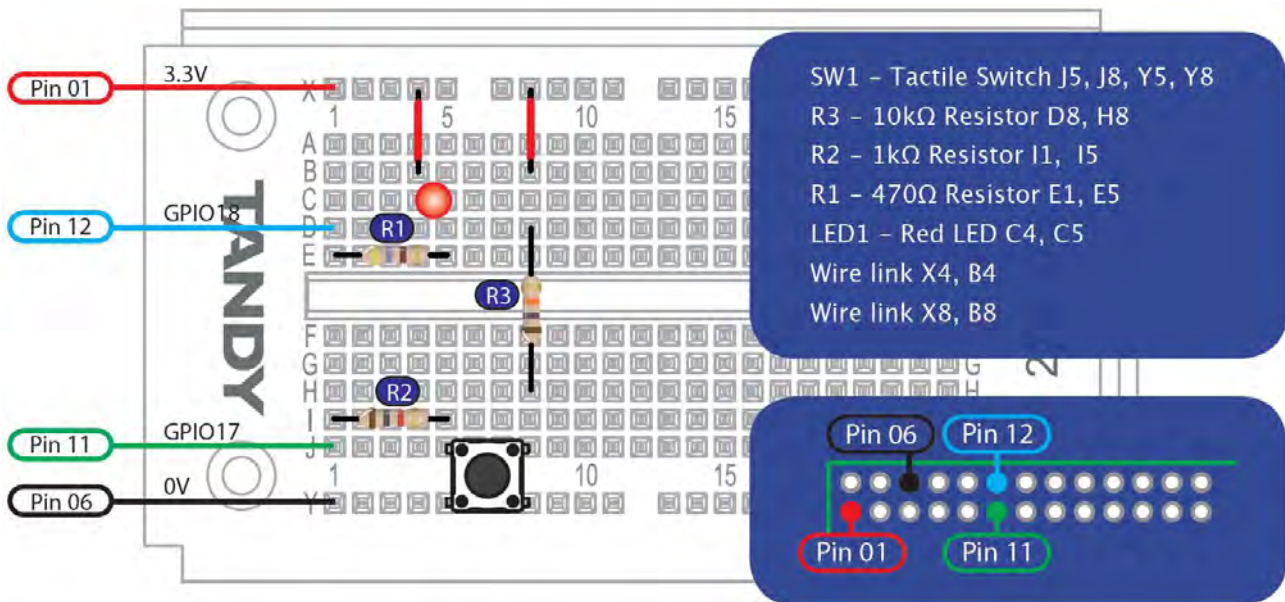 Pin 01
3.3V
X
1 5 10 15
A
B
C
Pin 12
GPIO18
D
R1
E
R3
TANDY
F
G G
H H
R2
I
Pin 11
GPIO17
J
1 10 15
0V
Pin 06
Y
SW1 – Tactile Switch J5, J8, Y5, Y8
R3 – 10kΩ Resistor D8, H8
R2 – 1kΩ Resistor I1, I5
R1 – 470Ω Resistor E1, E5
LED1 – Red LED C4, C5
Wire link X4, B4
Wire link X8, B8
2
Pin 06 Pin 12
Pin 01 Pin 11